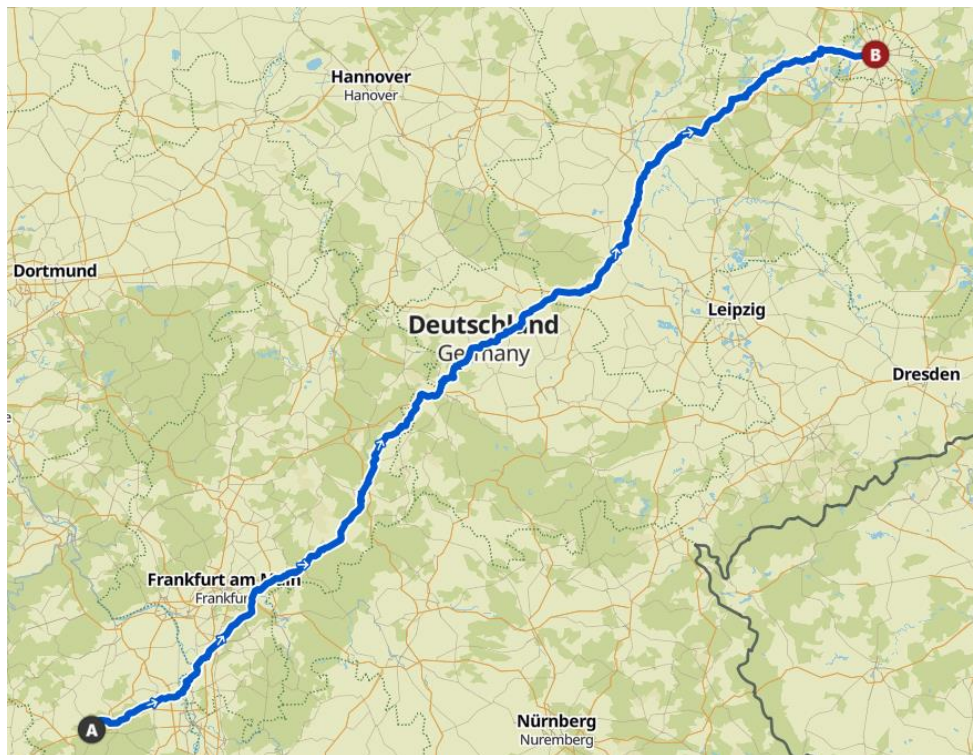 B
Hannover
Hanover
Dortmund
Leipzig
Deutschland
Germany
Dresden
e
Frankfurt am Main
Frankfurt
A
Nürnberg
Nuremberg